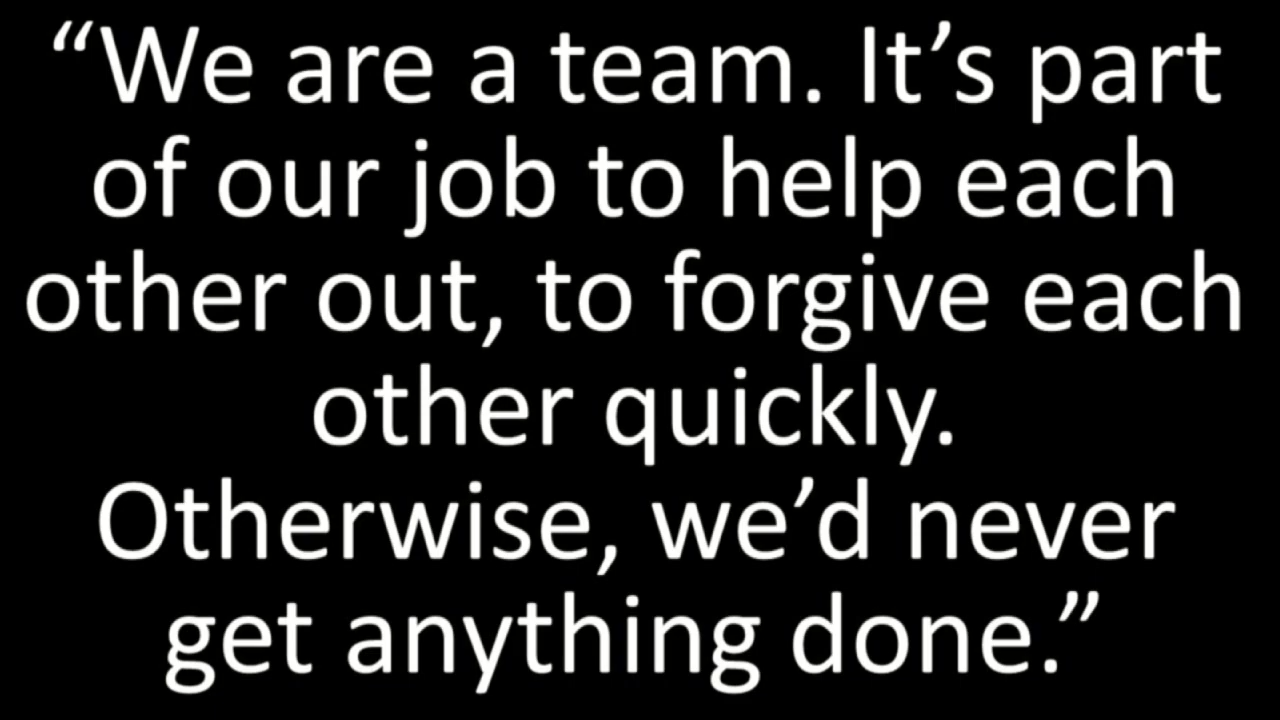 “We are a team. It’s part
of our job to help each
other out, to forgive each
other quickly.
Otherwise, we’d never
get anything done.”